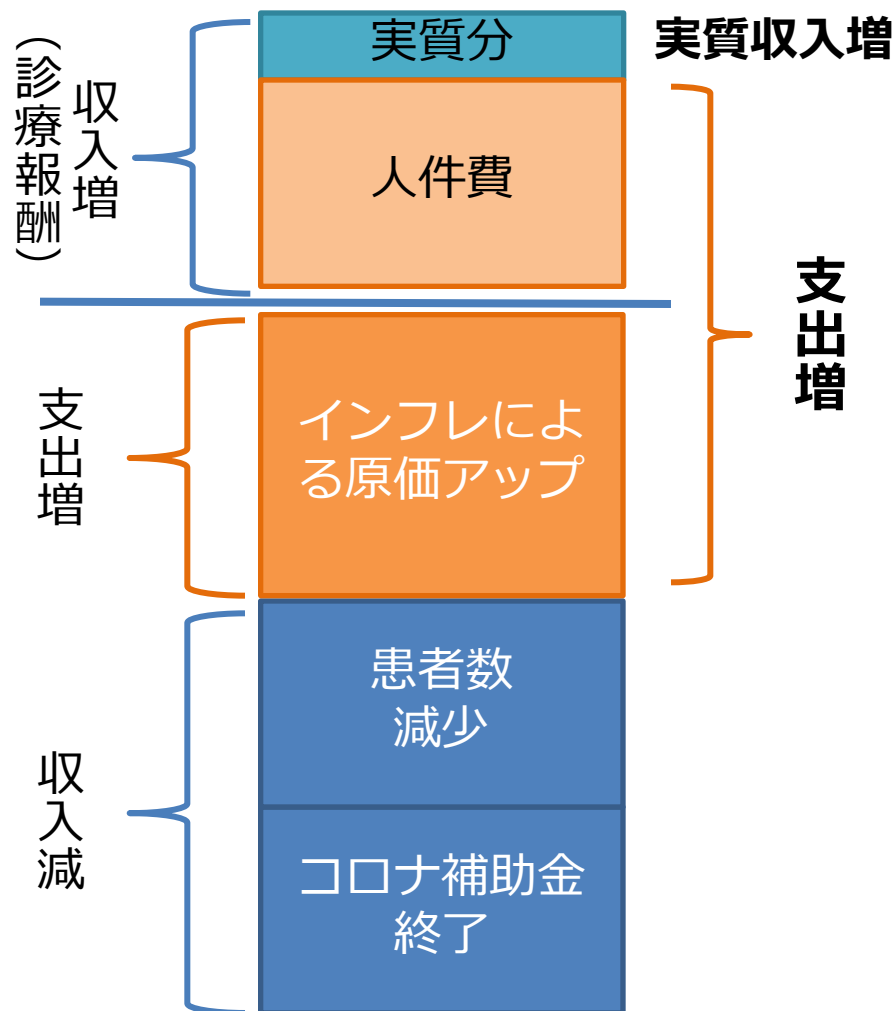 実質分
実質収入増
収入増
（診療報酬）
人件費
支出増
支出増
インフレによ
る原価アップ
患者数
減少
収入減
コロナ補助金
終了